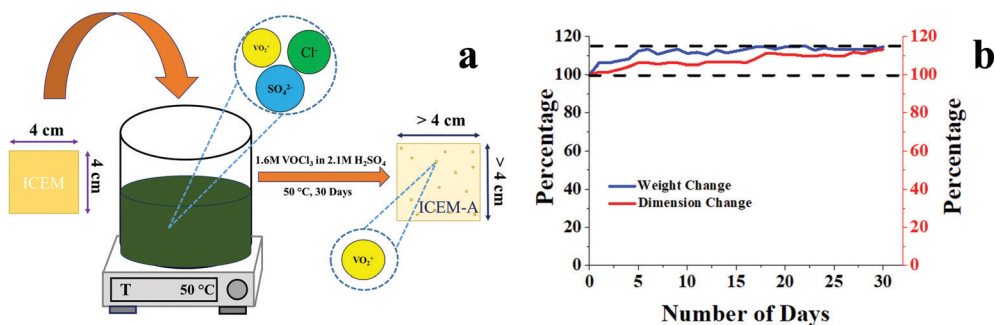 a
VO₂⁺
Cl⁻
SO₄²⁻
4 cm
ICEM
4 cm
1.6M VOCl₃ in 2.1M H₂SO₄
50 °C, 30 Days
> 4 cm
> 4 cm
ICEM-A
VO₂⁺
T 50 °C
b
120
100
80
60
40
20
0
Percentage
Weight Change
Dimension Change
0 5 10 15 20 25 30
Number of Days
120
100
80
60
40
20
0
Percentage